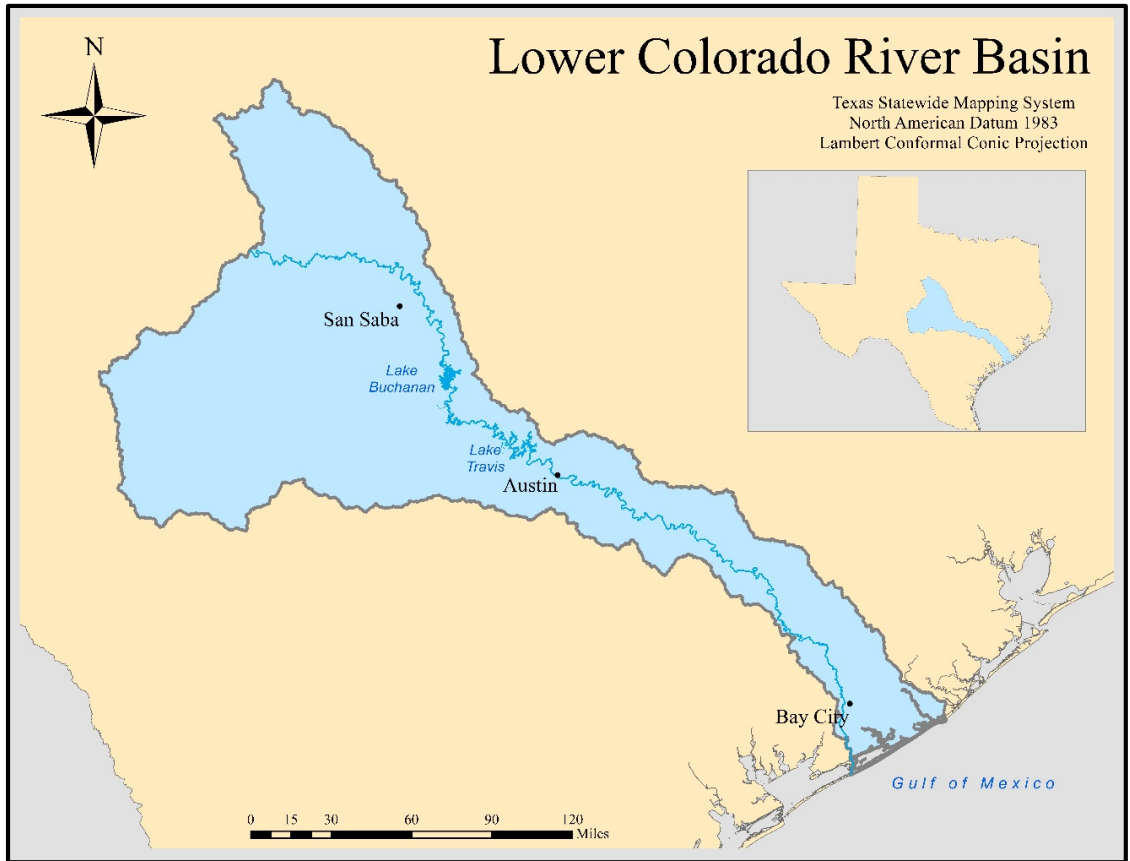 N
Lower Colorado River Basin
Texas Statewide Mapping System
North American Datum 1983
Lambert Conformal Conic Projection
San Saba
Lake
Buchanan
Lake
Travis
Austin
Bay City
Gulf of Mexico
0 15 30 60 90 120
Miles